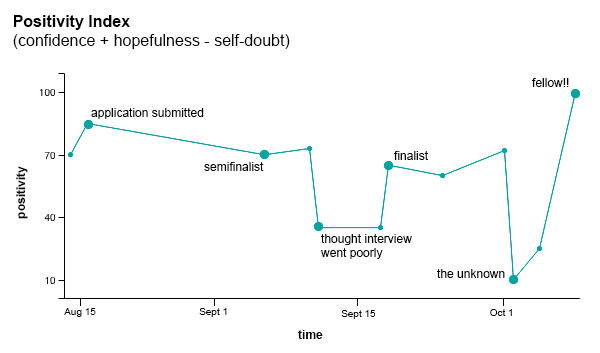 Positivity Index
(confidence + hopefulness - self-doubt)
fellow!!
100
application submitted
70
finalist
semifinalist
positivity
40
thought interview
went poorly
the unknown
10
Aug 15
Sept 1
Sept 15
Oct 1
time